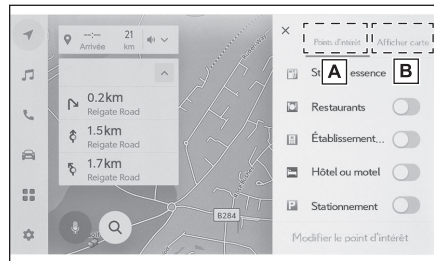 --:--
Arrivée
21
km
0.2km
Reigate Road
1.5km
Reigate Road
1.7km
Reigate Road
B284
Points d'intérêt
Afficher carte
A
B
essence
Restaurants
Établissement...
Hôtel ou motel
Stationnement
P
Modifier le point d'intérêt